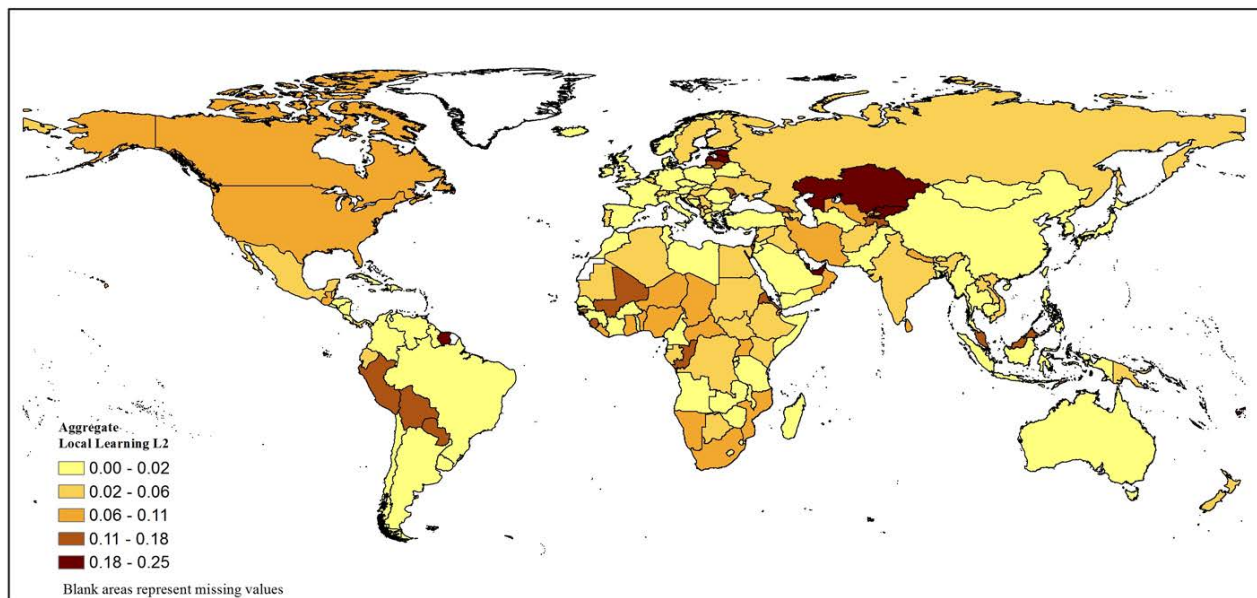 Aggregate
Local Learning L2
0.00 - 0.02
0.02 - 0.06
0.06 - 0.11
0.11 - 0.18
0.18 - 0.25
Blank areas represent missing values